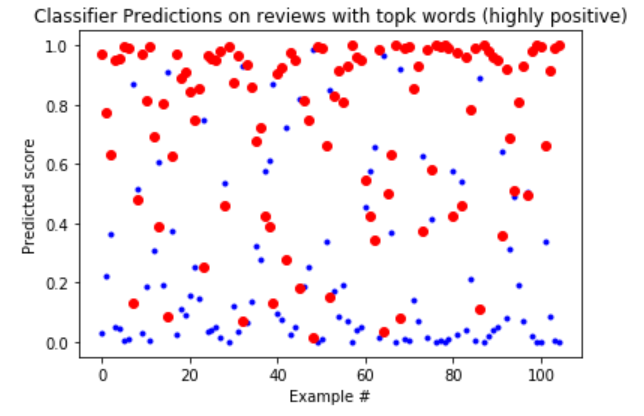 Classifier Predictions on reviews with topk words (highly positive)
1.0
0.8
0.6
0.4
0.2
0.0
Predicted score
0 20 40 60 80 100
Example #